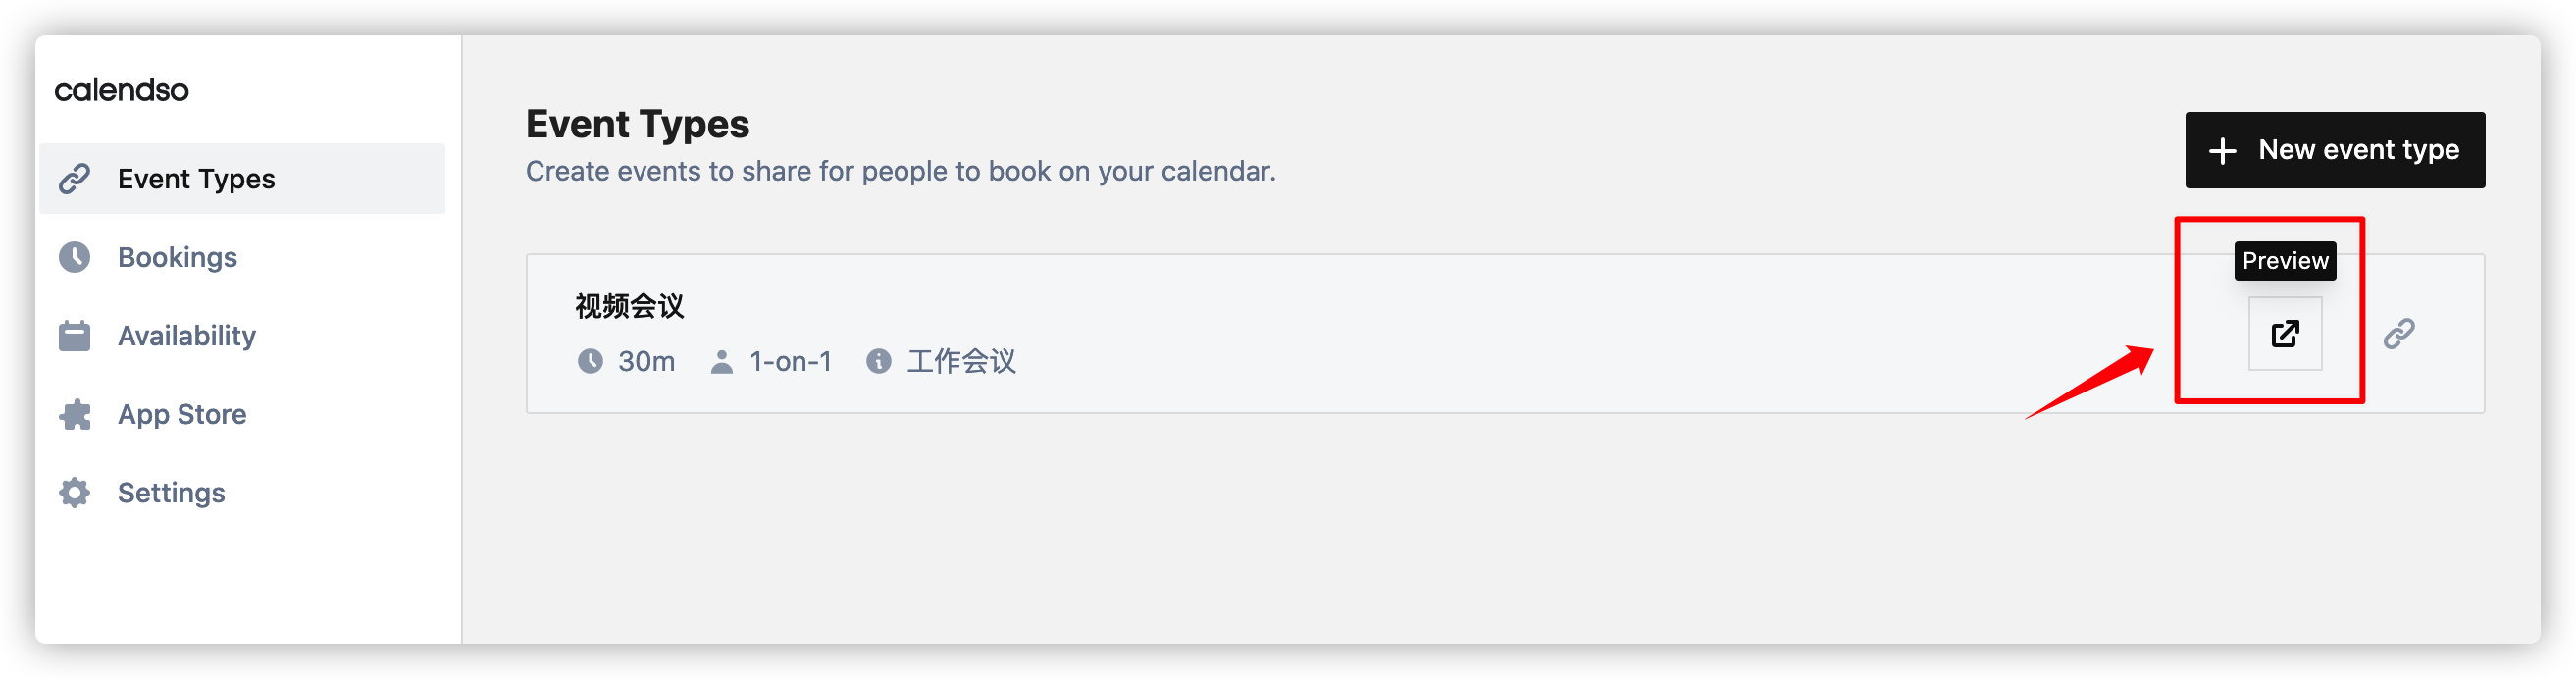 calendso
Event Types
Bookings
Availability
App Store
Settings
Event Types
Create events to share for people to book on your calendar.
New event type
Preview
视频会议
30m 1-on-1 工作会议